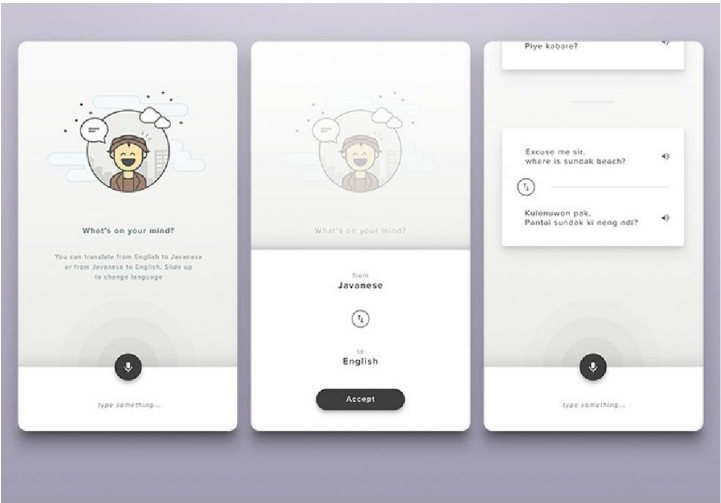 What's on your mind?
You can translate from English to Javanese
or from Javanese to English. Slide up
to change language
type something...
What's on your mind?
from
Javanese
to
English
Accept
Piye kabare?
Excuse me sir,
where is sundak beach?
Kulonuwon pak,
Pantai sundak ki neng ndi?
type something...